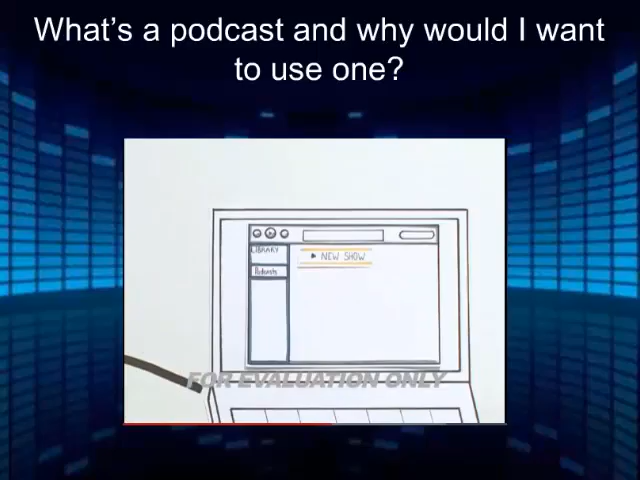 What's a podcast and why would I want
to use one?
LIBRARY
Podcasts
NEW SHOW
FOR EVALUATION ONLY